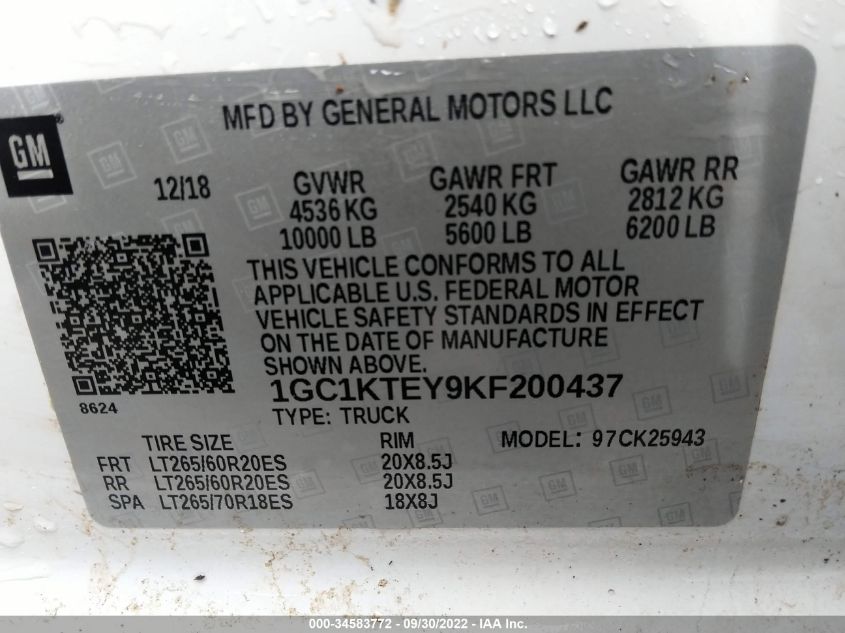 MFD BY GENERAL MOTORS LLC
GM
12/18 GVWR GAWR FRT GAWR RR
4536 KG 2540 KG 2812 KG
10000 LB 5600 LB 6200 LB
THIS VEHICLE CONFORMS TO ALL
APPLICABLE U.S. FEDERAL MOTOR
VEHICLE SAFETY STANDARDS IN EFFECT
ON THE DATE OF MANUFACTURE
SHOWN ABOVE.
1GC1KTEY9KF200437
8624
TYPE: TRUCK
TIRE SIZE RIM MODEL: 97CK25943
FRT LT265/60R20ES 20X8.5J
RR LT265/60R20ES 20X8.5J
SPA LT265/70R18ES 18X8J
000-34583772 - 09/30/2022 - IAA Inc.